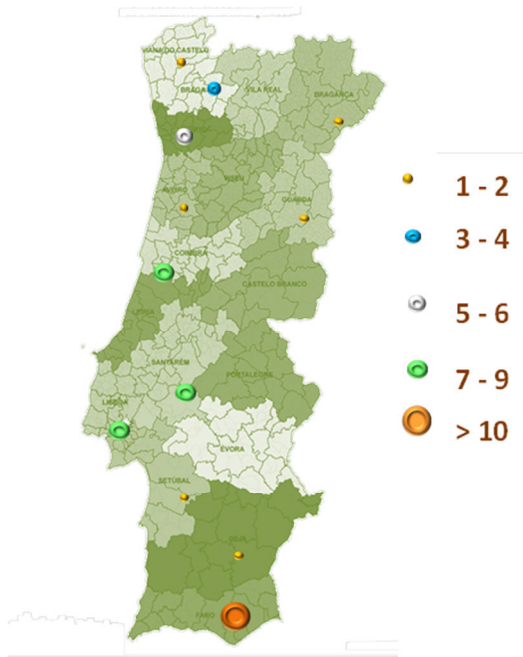 VIANA DO CASTELO
BRAGA
VILA REAL
BRAGANÇA
VISEU
AVEIRO
GUARDA
COIMBRA
CASTELO BRANCO
LEIRIA
SANTARÉM
PORTALEGRE
LISBOA
ÉVORA
SETÚBAL
BEJA
FARO
1 - 2
3 - 4
5 - 6
7 - 9
> 10